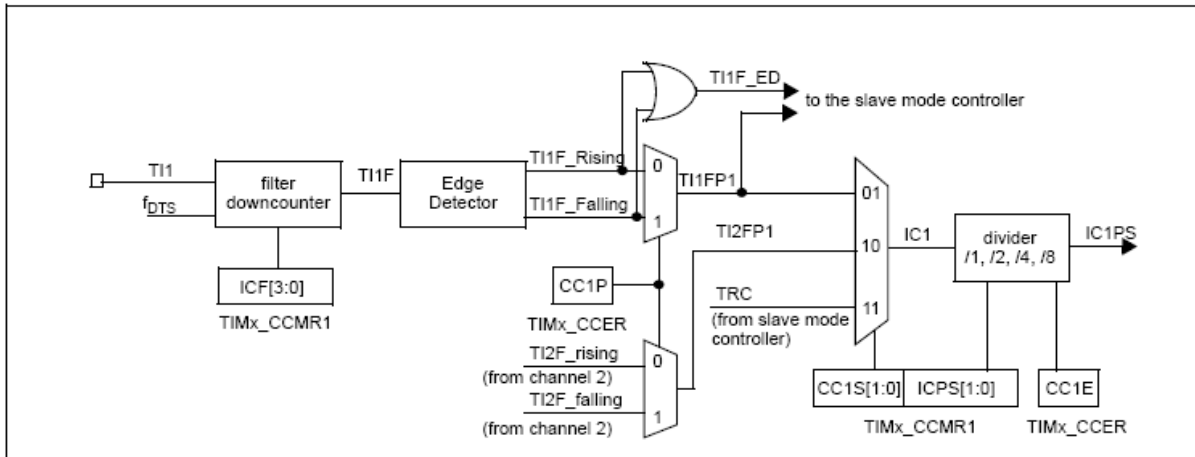 TI1F_ED
to the slave mode controller
TI1
fDTS
filter
downcounter
TI1F
Edge
Detector
TI1F_Rising
TI1F_Falling
0
1
TI1FP1
TI2FP1
01
10
11
IC1
divider
/1, /2, /4, /8
IC1PS
ICF[3:0]
TIMx_CCMR1
CC1P
TIMx_CCER
TRC
(from slave mode
controller)
TI2F_rising
(from channel 2)
TI2F_falling
(from channel 2)
0
1
CC1S[1:0]
ICPS[1:0]
CC1E
TIMx_CCMR1
TIMx_CCER